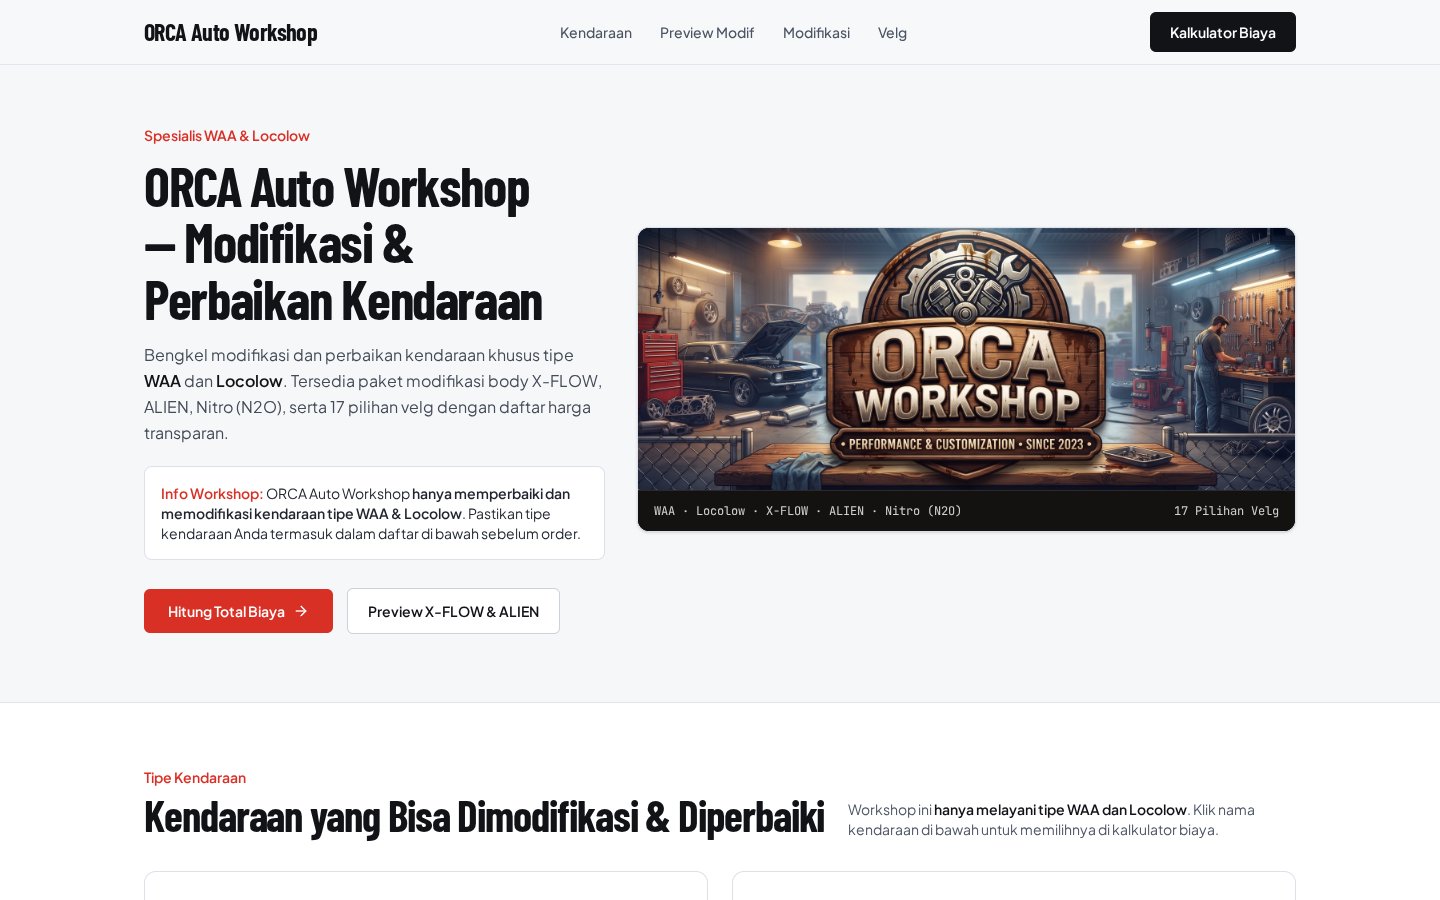 ORCA Auto Workshop
Kendaraan
Preview Modif
Modifikasi
Velg
Kalkulator Biaya
Spesialis WAA & Locolow
ORCA Auto Workshop
— Modifikasi &
Perbaikan Kendaraan
Bengkel modifikasi dan perbaikan kendaraan khusus tipe
WAA dan Locolow. Tersedia paket modifikasi body X-FLOW,
ALIEN, Nitro (N2O), serta 17 pilihan velg dengan daftar harga
transparan.
Info Workshop: ORCA Auto Workshop hanya memperbaiki dan
memodifikasi kendaraan tipe WAA & Locolow. Pastikan tipe
kendaraan Anda termasuk dalam daftar di bawah sebelum order.
Hitung Total Biaya →
Preview X-FLOW & ALIEN
ORCA
WORKSHOP
• PERFORMANCE & CUSTOMIZATION • SINCE 2023 •
WAA · Locolow · X-FLOW · ALIEN · Nitro (N2O)
17 Pilihan Velg
Tipe Kendaraan
Kendaraan yang Bisa Dimodifikasi & Diperbaiki
Workshop ini hanya melayani tipe WAA dan Locolow. Klik nama
kendaraan di bawah untuk memilihnya di kalkulator biaya.